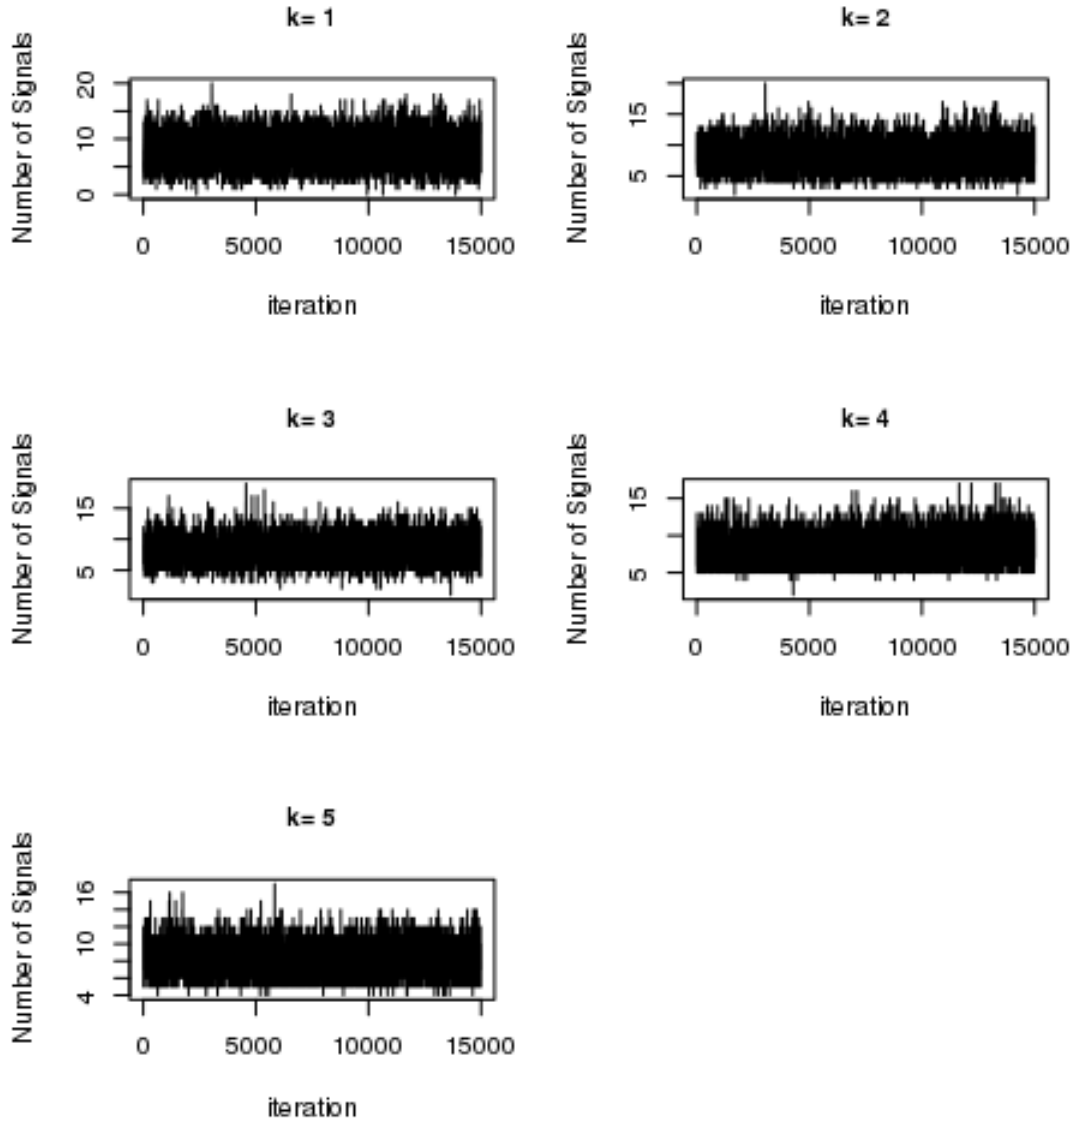 k= 1
Number of Signals
20
10
0
0 5000 10000 15000
iteration
k= 2
Number of Signals
15
5
0 5000 10000 15000
iteration
k= 3
Number of Signals
15
5
0 5000 10000 15000
iteration
k= 4
Number of Signals
15
5
0 5000 10000 15000
iteration
k= 5
Number of Signals
16
10
4
0 5000 10000 15000
iteration